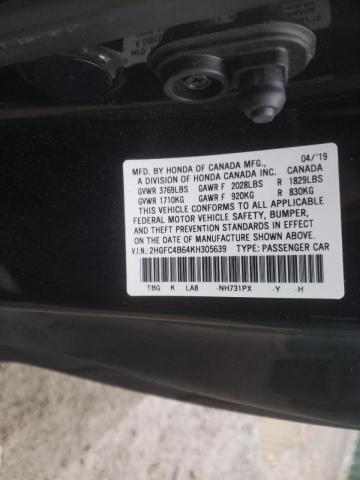 MFD. BY HONDA OF CANADA MFG., 04/'19
A DIVISION OF HONDA CANADA INC. CANADA
GVWR 3769LBS GAWR F 2028LBS R 1829LBS
GVWR 1710KG GAWR F 920KG R 830KG
THIS VEHICLE CONFORMS TO ALL APPLICABLE
FEDERAL MOTOR VEHICLE SAFETY, BUMPER,
AND THEFT PREVENTION STANDARDS IN EFFECT
ON THE DATE OF MANUFACTURE SHOWN ABOVE.
V.I.N.: 2HGFC4B64KH305639 TYPE: PASSENGER CAR
TBG K LA8 NH731PX -Y -H